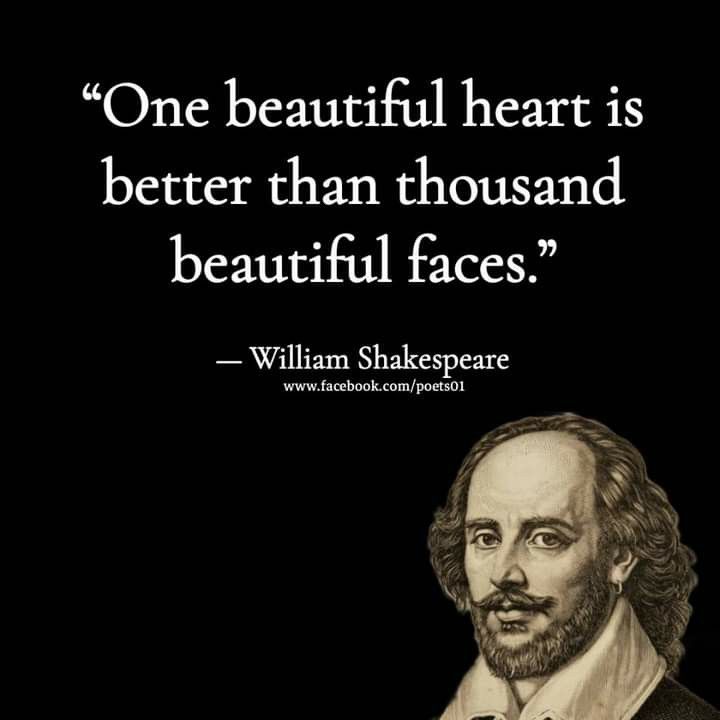 “One beautiful heart is
better than thousand
beautiful faces.”
— William Shakespeare
www.facebook.com/poets01